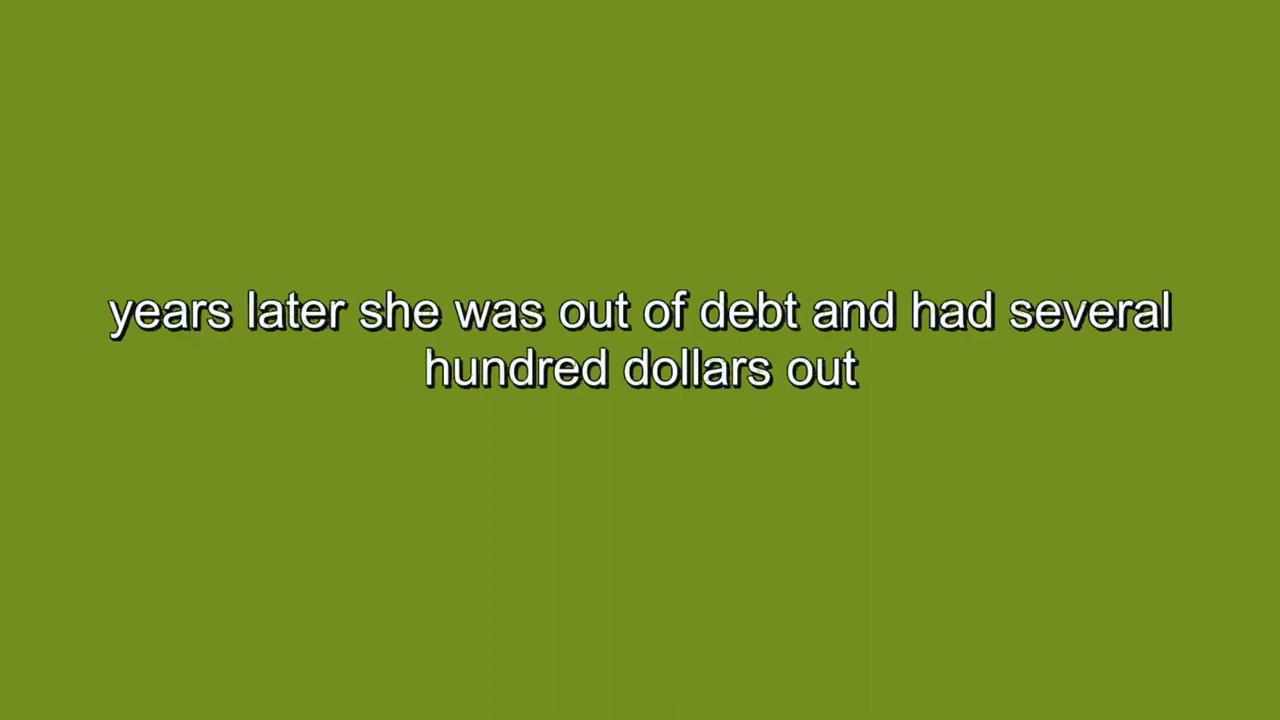 years later she was out of debt and had several
hundred dollars out